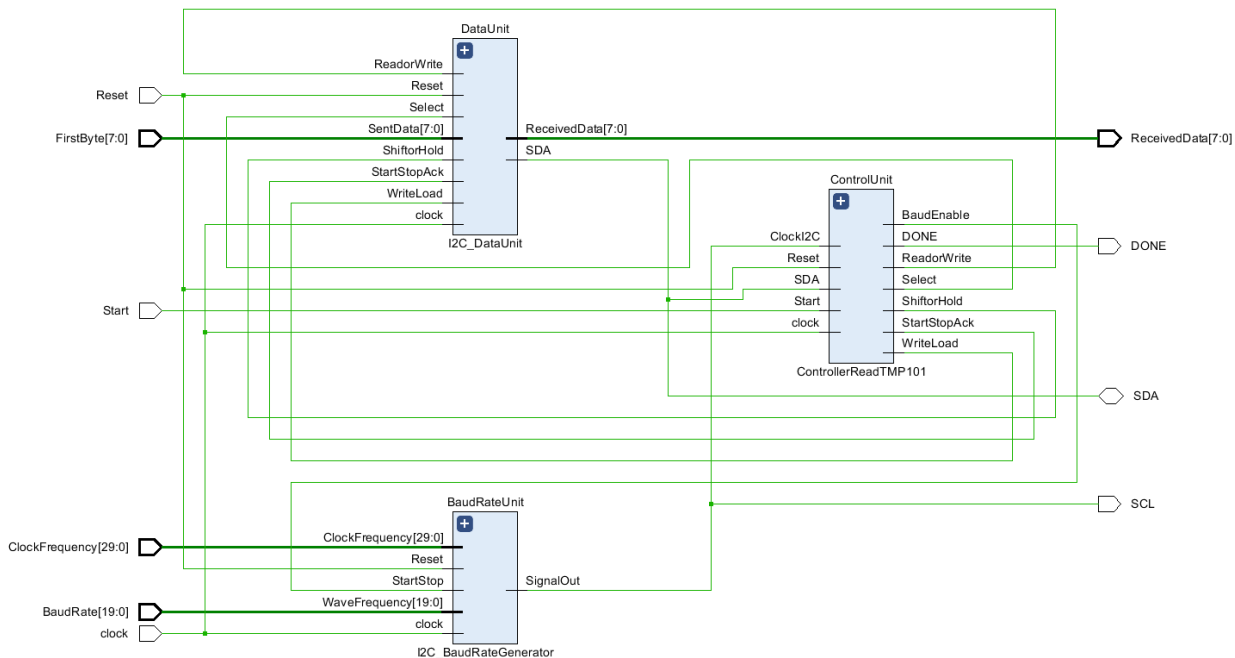 DataUnit
ReadorWrite
Reset
Reset
Select
FirstByte[7:0]
SentData[7:0]
ReceivedData[7:0]
ReceivedData[7:0]
ShiftorHold
SDA
StartStopAck
WriteLoad
clock
I2C_DataUnit
ControlUnit
BaudEnable
ClockI2C
DONE
DONE
Reset
ReadorWrite
SDA
Select
Start
Start
ShiftorHold
clock
StartStopAck
WriteLoad
ControllerReadTMP101
SDA
BaudRateUnit
SCL
ClockFrequency[29:0]
ClockFrequency[29:0]
Reset
StartStop
SignalOut
BaudRate[19:0]
WaveFrequency[19:0]
clock
clock
I2C_BaudRateGenerator